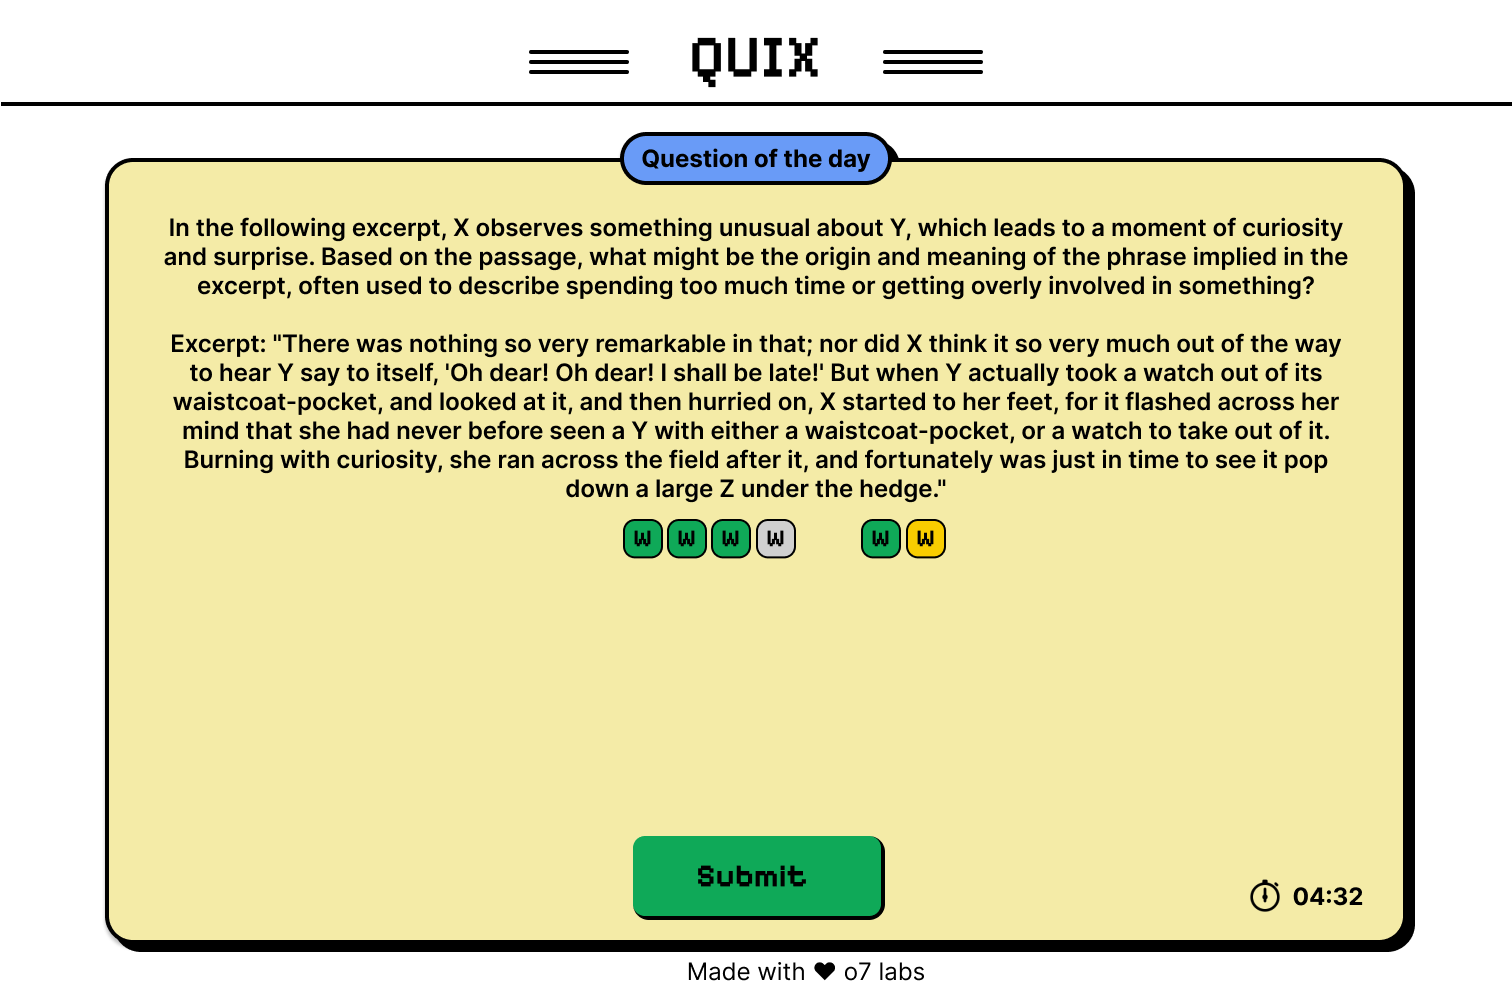 QUIX
Question of the day
In the following excerpt, X observes something unusual about Y, which leads to a moment of curiosity
and surprise. Based on the passage, what might be the origin and meaning of the phrase implied in the
excerpt, often used to describe spending too much time or getting overly involved in something?
Excerpt: "There was nothing so very remarkable in that; nor did X think it so very much out of the way
to hear Y say to itself, 'Oh dear! Oh dear! I shall be late!' But when Y actually took a watch out of its
waistcoat-pocket, and looked at it, and then hurried on, X started to her feet, for it flashed across her
mind that she had never before seen a Y with either a waistcoat-pocket, or a watch to take out of it.
Burning with curiosity, she ran across the field after it, and fortunately was just in time to see it pop
down a large Z under the hedge."
W W W W W W
Submit
04:32
Made with ♥ o7 labs